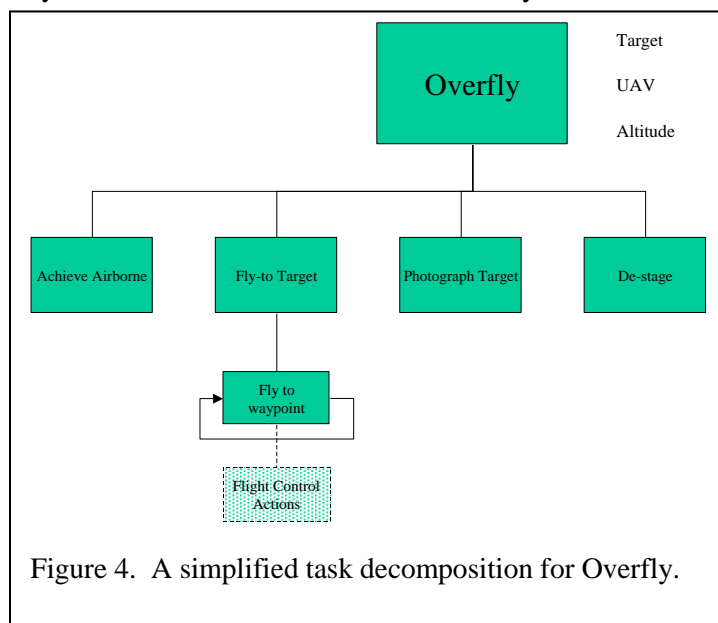 Overfly
Target
UAV
Altitude
Achieve Airborne
Fly-to Target
Photograph Target
De-stage
Fly to
waypoint
Flight Control
Actions
Figure 4.  A simplified task decomposition for Overfly.